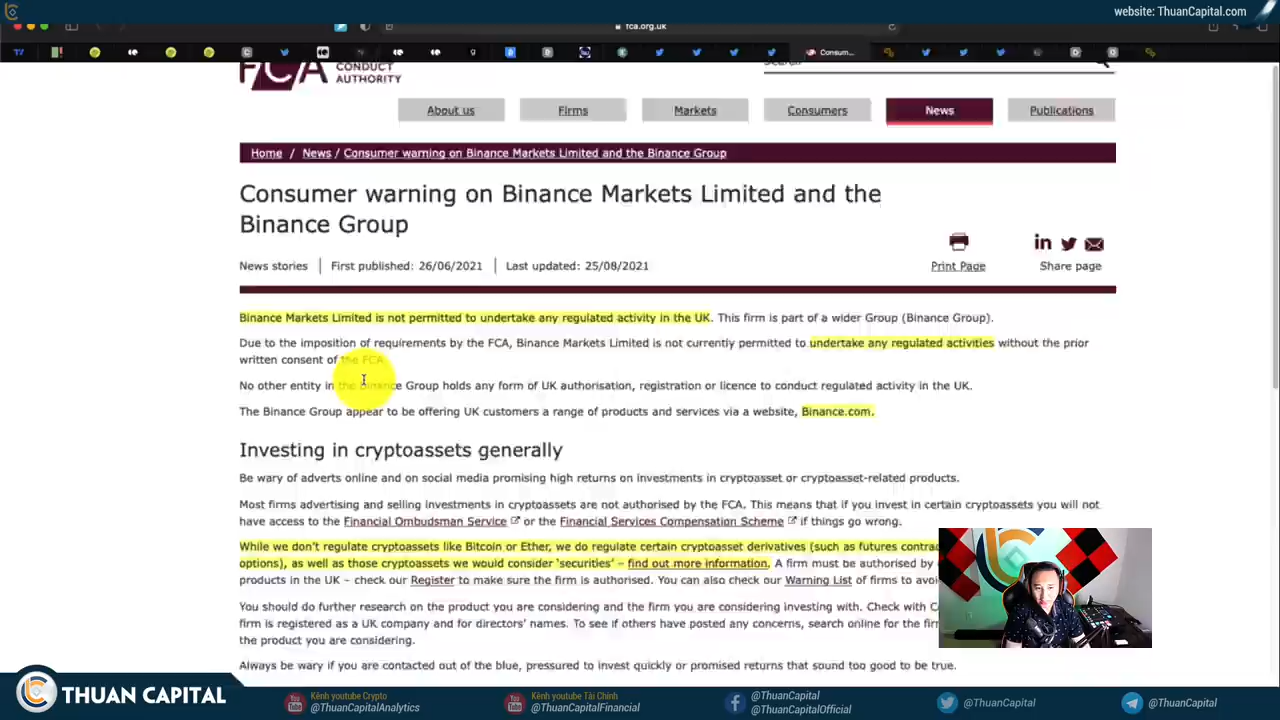 website: ThuanCapital.com
fca.org.uk
Consum...
FCA CONDUCT
AUTHORITY
Search
About us
Firms
Markets
Consumers
News
Publications
Home / News / Consumer warning on Binance Markets Limited and the Binance Group
Consumer warning on Binance Markets Limited and the
Binance Group
News stories | First published: 26/06/2021 | Last updated: 25/08/2021
Print Page
Share page
Binance Markets Limited is not permitted to undertake any regulated activity in the UK. This firm is part of a wider Group (Binance Group).
Due to the imposition of requirements by the FCA, Binance Markets Limited is not currently permitted to undertake any regulated activities without the prior
written consent of the FCA.
No other entity in the Binance Group holds any form of UK authorisation, registration or licence to conduct regulated activity in the UK.
The Binance Group appear to be offering UK customers a range of products and services via a website, Binance.com.
Investing in cryptoassets generally
Be wary of adverts online and on social media promising high returns on investments in cryptoasset or cryptoasset-related products.
Most firms advertising and selling investments in cryptoassets are not authorised by the FCA. This means that if you invest in certain cryptoassets you will not
have access to the Financial Ombudsman Service or the Financial Services Compensation Scheme if things go wrong.
While we don't regulate cryptoassets like Bitcoin or Ether, we do regulate certain cryptoasset derivatives (such as futures contrac
options), as well as those cryptoassets we would consider 'securities' – find out more information. A firm must be authorised by
products in the UK – check our Register to make sure the firm is authorised. You can also check our Warning List of firms to avoi
You should do further research on the product you are considering and the firm you are considering investing with. Check with C
firm is registered as a UK company and for directors' names. To see if others have posted any concerns, search online for the firm
the product you are considering.
Always be wary if you are contacted out of the blue, pressured to invest quickly or promised returns that sound too good to be true.
THUAN CAPITAL
Kênh youtube Crypto
@ThuanCapitalAnalytics
Kênh youtube Tài Chính
@ThuanCapitalFinancial
@ThuanCapital
@ThuanCapitalOfficial
@ThuanCapital
@ThuanCapital